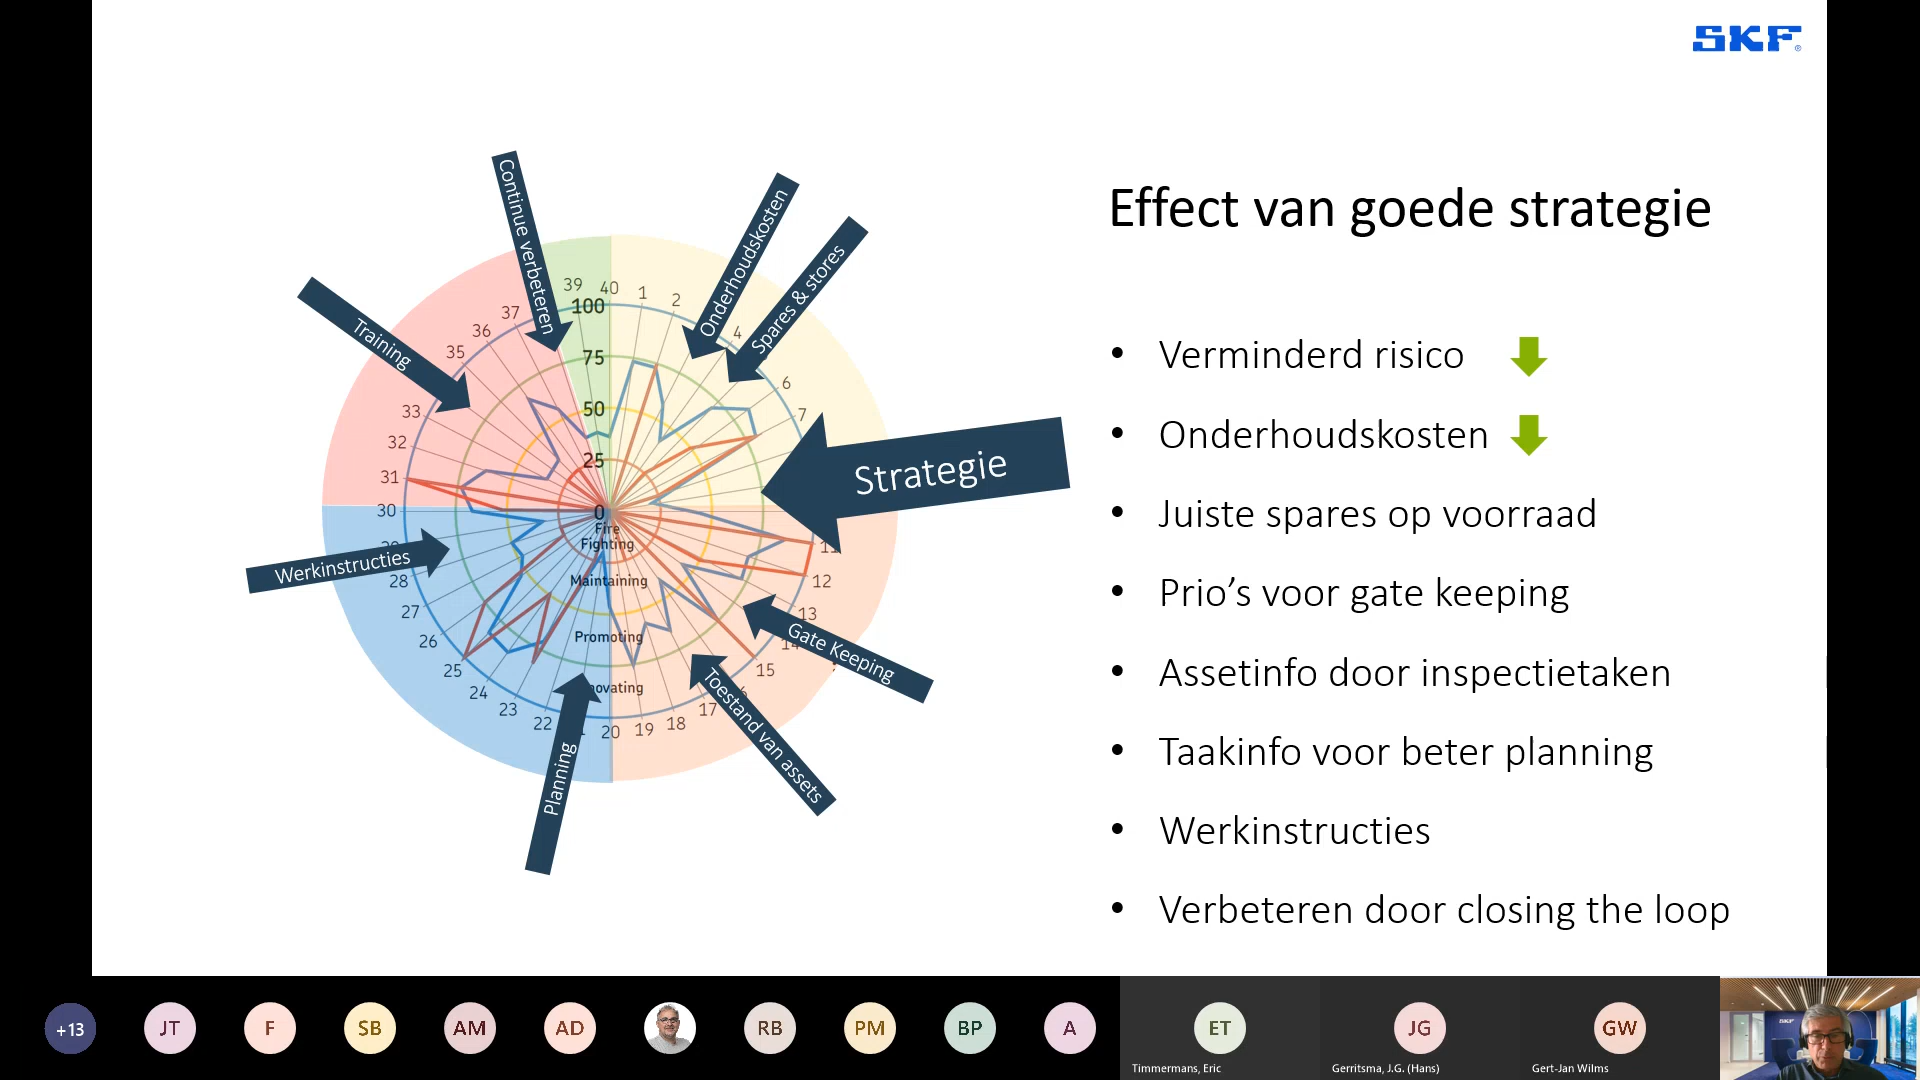 SKF
Effect van goede strategie
Continue verbeteren
Onderhoudskosten
Spares & stores
Training
Strategie
Werkinstructies
Gate Keeping
Toestand van assets
Planning
39 40 1 2
4
6
7
11
12
13
15
17
18
19
20
22
23
24
25
26
27
28
30
31
32
33
35
36
37
100
75
50
25
0
Fire
Fighting
Maintaining
Promoting
ovating
• Verminderd risico
• Onderhoudskosten
• Juiste spares op voorraad
• Prio’s voor gate keeping
• Assetinfo door inspectietaken
• Taakinfo voor beter planning
• Werkinstructies
• Verbeteren door closing the loop
+13 JT F SB AM AD RB PM BP A ET JG GW
Timmermans, Eric
Gerritsma, J.G. (Hans)
Gert-Jan Wilms
SKF